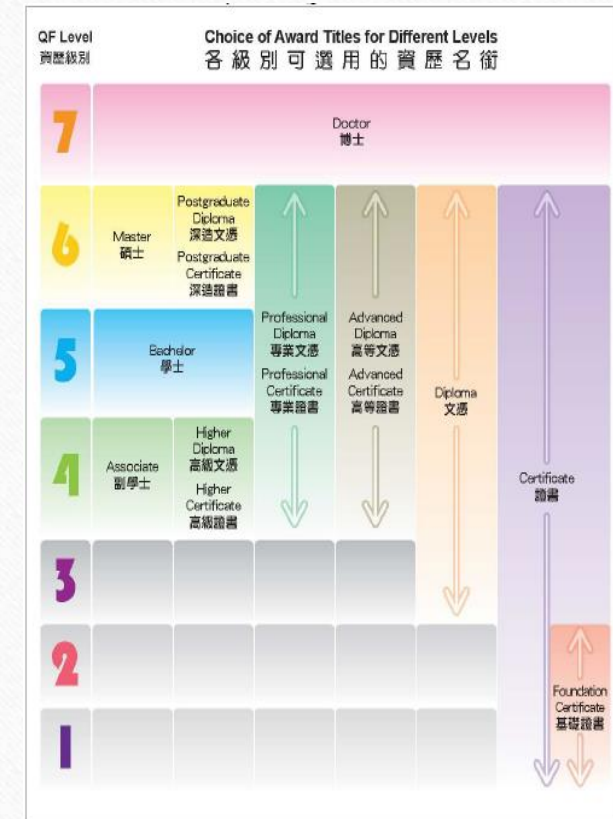 QF Level
資歷級別
Choice of Award Titles for Different Levels
各級別可選用的資歷名銜
7
Doctor
博士
6
Master
碩士
Postgraduate
Diploma
深造文憑
Postgraduate
Certificate
深造證書
5
Bachelor
學士
Professional
Diploma
專業文憑
Professional
Certificate
專業證書
Advanced
Diploma
高等文憑
Advanced
Certificate
高等證書
Diploma
文憑
4
Associate
副學士
Higher
Diploma
高級文憑
Higher
Certificate
高級證書
Certificate
證書
3
2
Foundation
Certificate
基礎證書
1